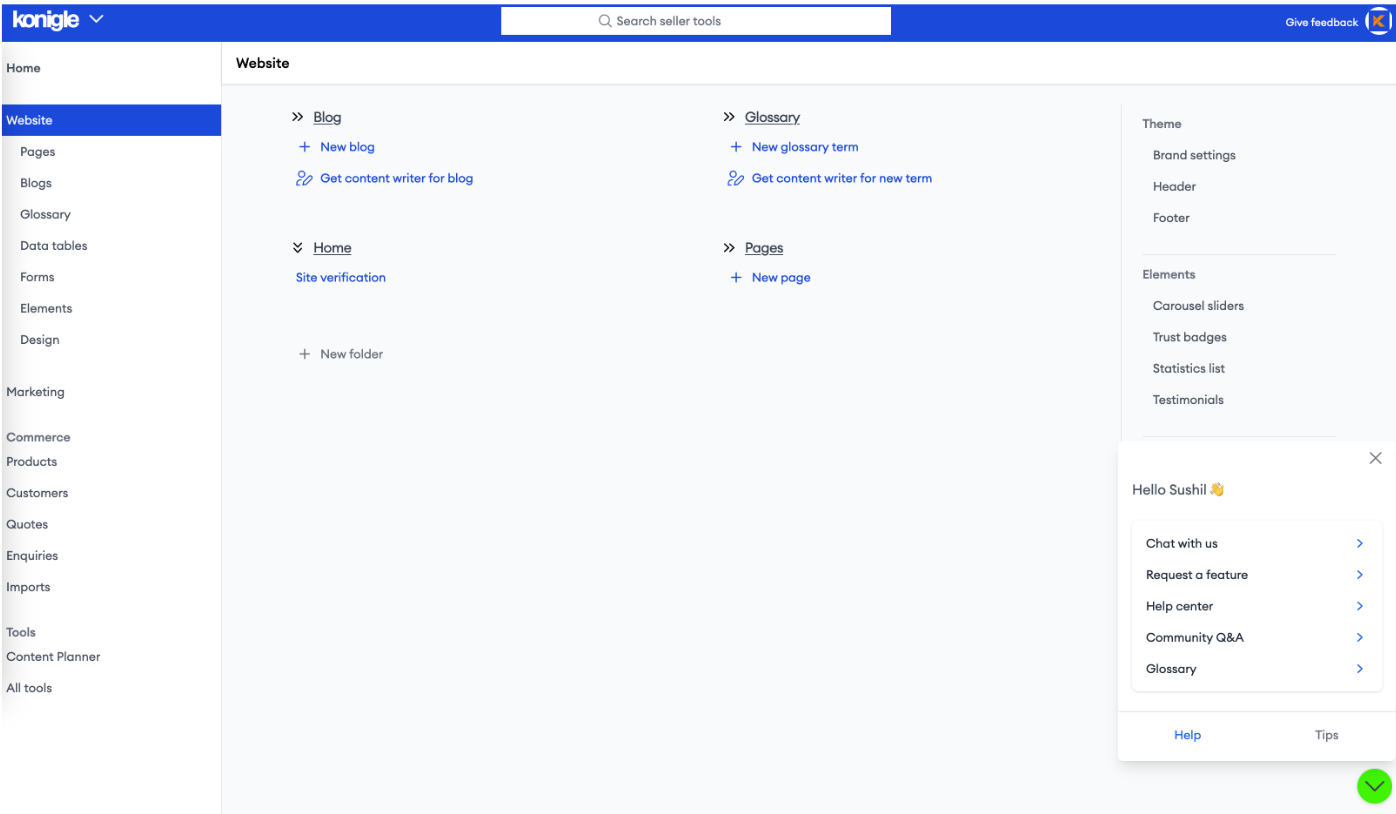 konigle
Search seller tools
Give feedback
Home
Website
Pages
Blogs
Glossary
Data tables
Forms
Elements
Design
Marketing
Commerce
Products
Customers
Quotes
Enquiries
Imports
Tools
Content Planner
All tools
Website
Blog
New blog
Get content writer for blog
Glossary
New glossary term
Get content writer for new term
Home
Site verification
Pages
New page
New folder
Theme
Brand settings
Header
Footer
Elements
Carousel sliders
Trust badges
Statistics list
Testimonials
Hello Sushil 👋
Chat with us
Request a feature
Help center
Community Q&A
Glossary
Help
Tips